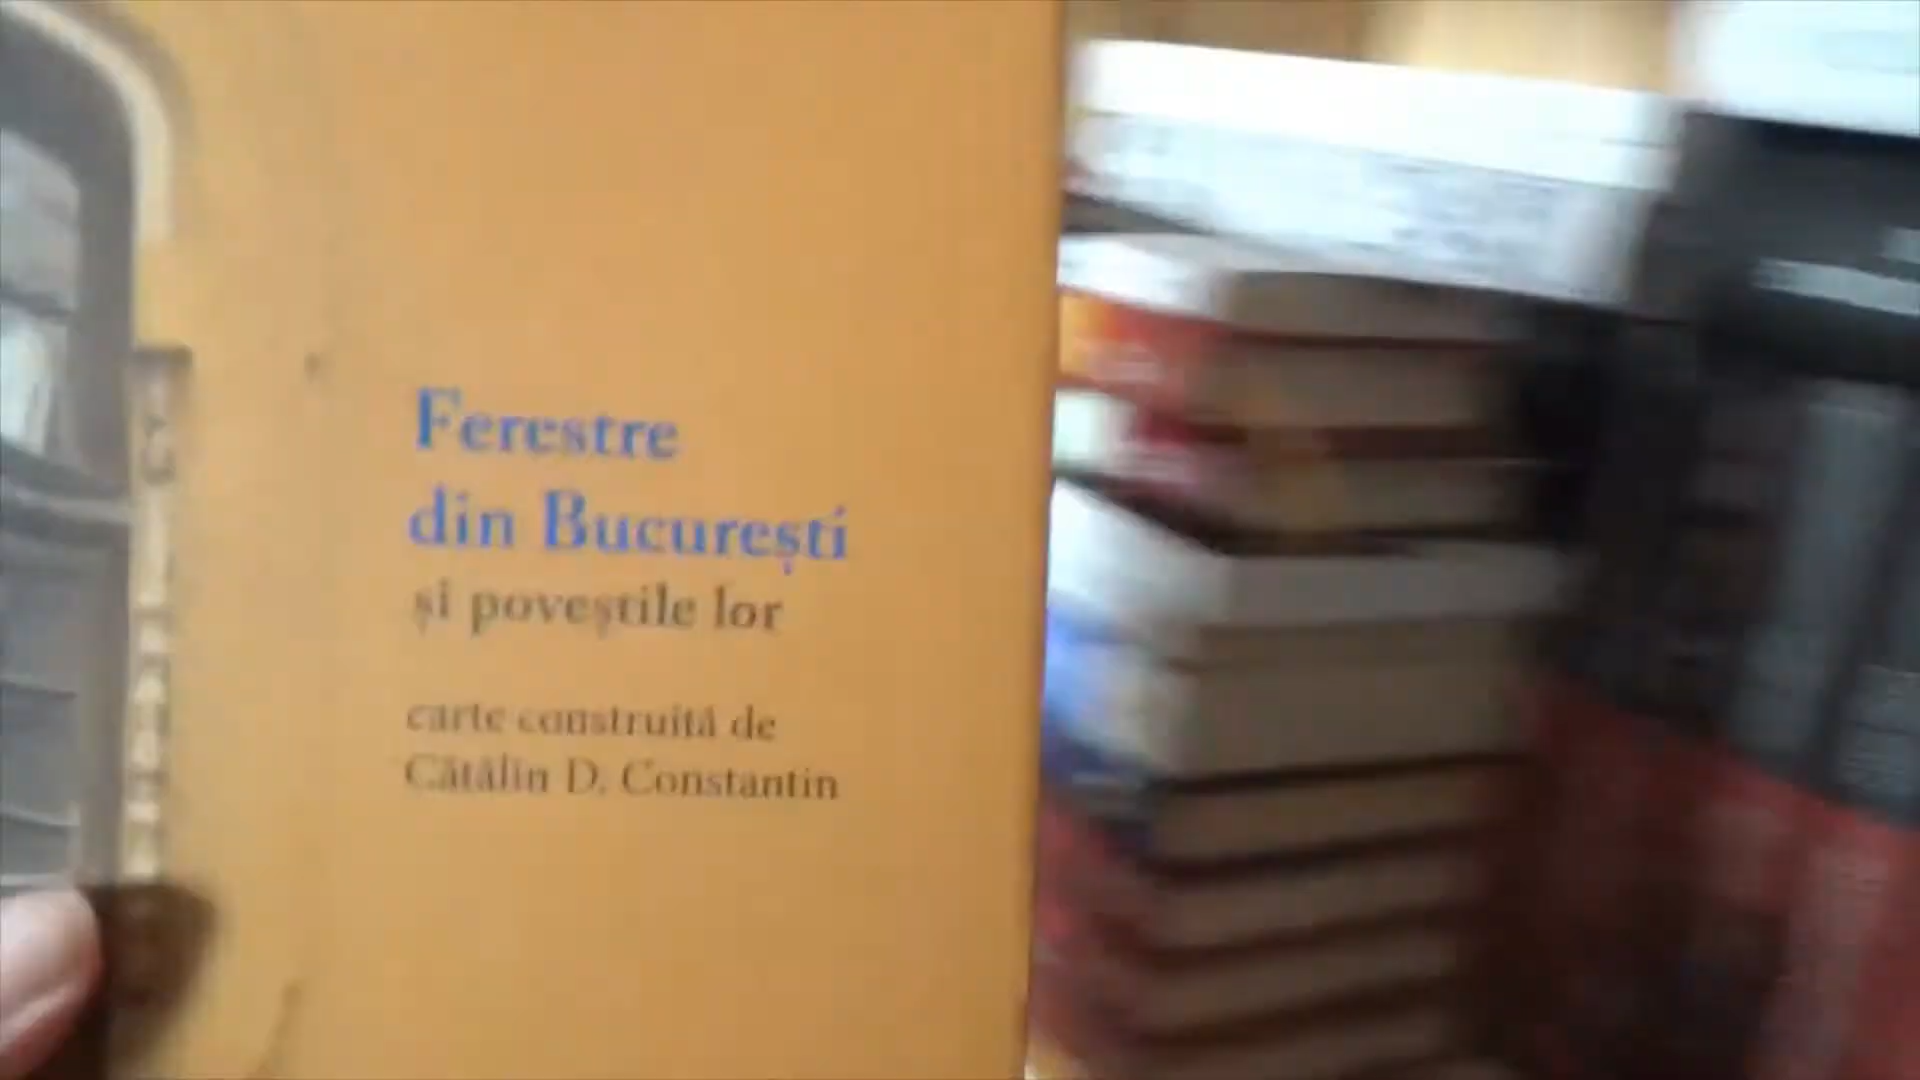 Ferestre
din București
și poveștile lor
carte construită de
Cătălin D. Constantin